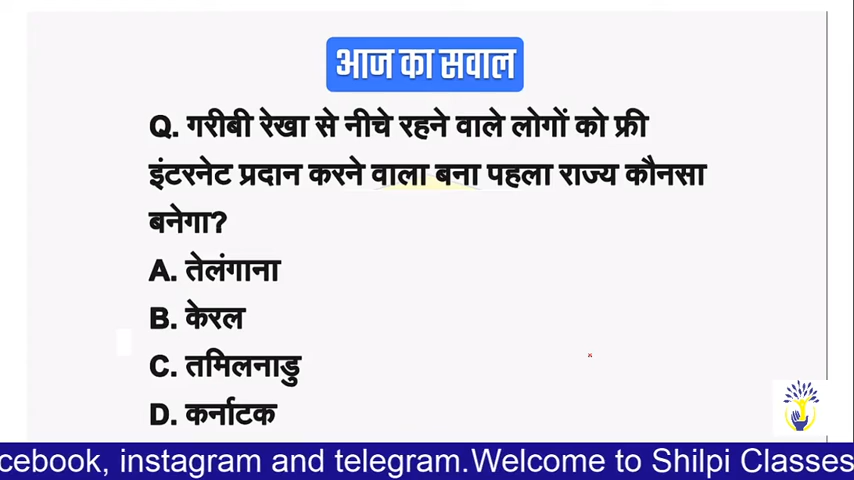 आज का सवाल
Q. गरीबी रेखा से नीचे रहने वाले लोगों को फ्री
इंटरनेट प्रदान करने वाला बना पहला राज्य कौनसा
बनेगा?
A. तेलंगाना
B. केरल
C. तमिलनाडु
D. कर्नाटक
cebook, instagram and telegram.Welcome to Shilpi Classes